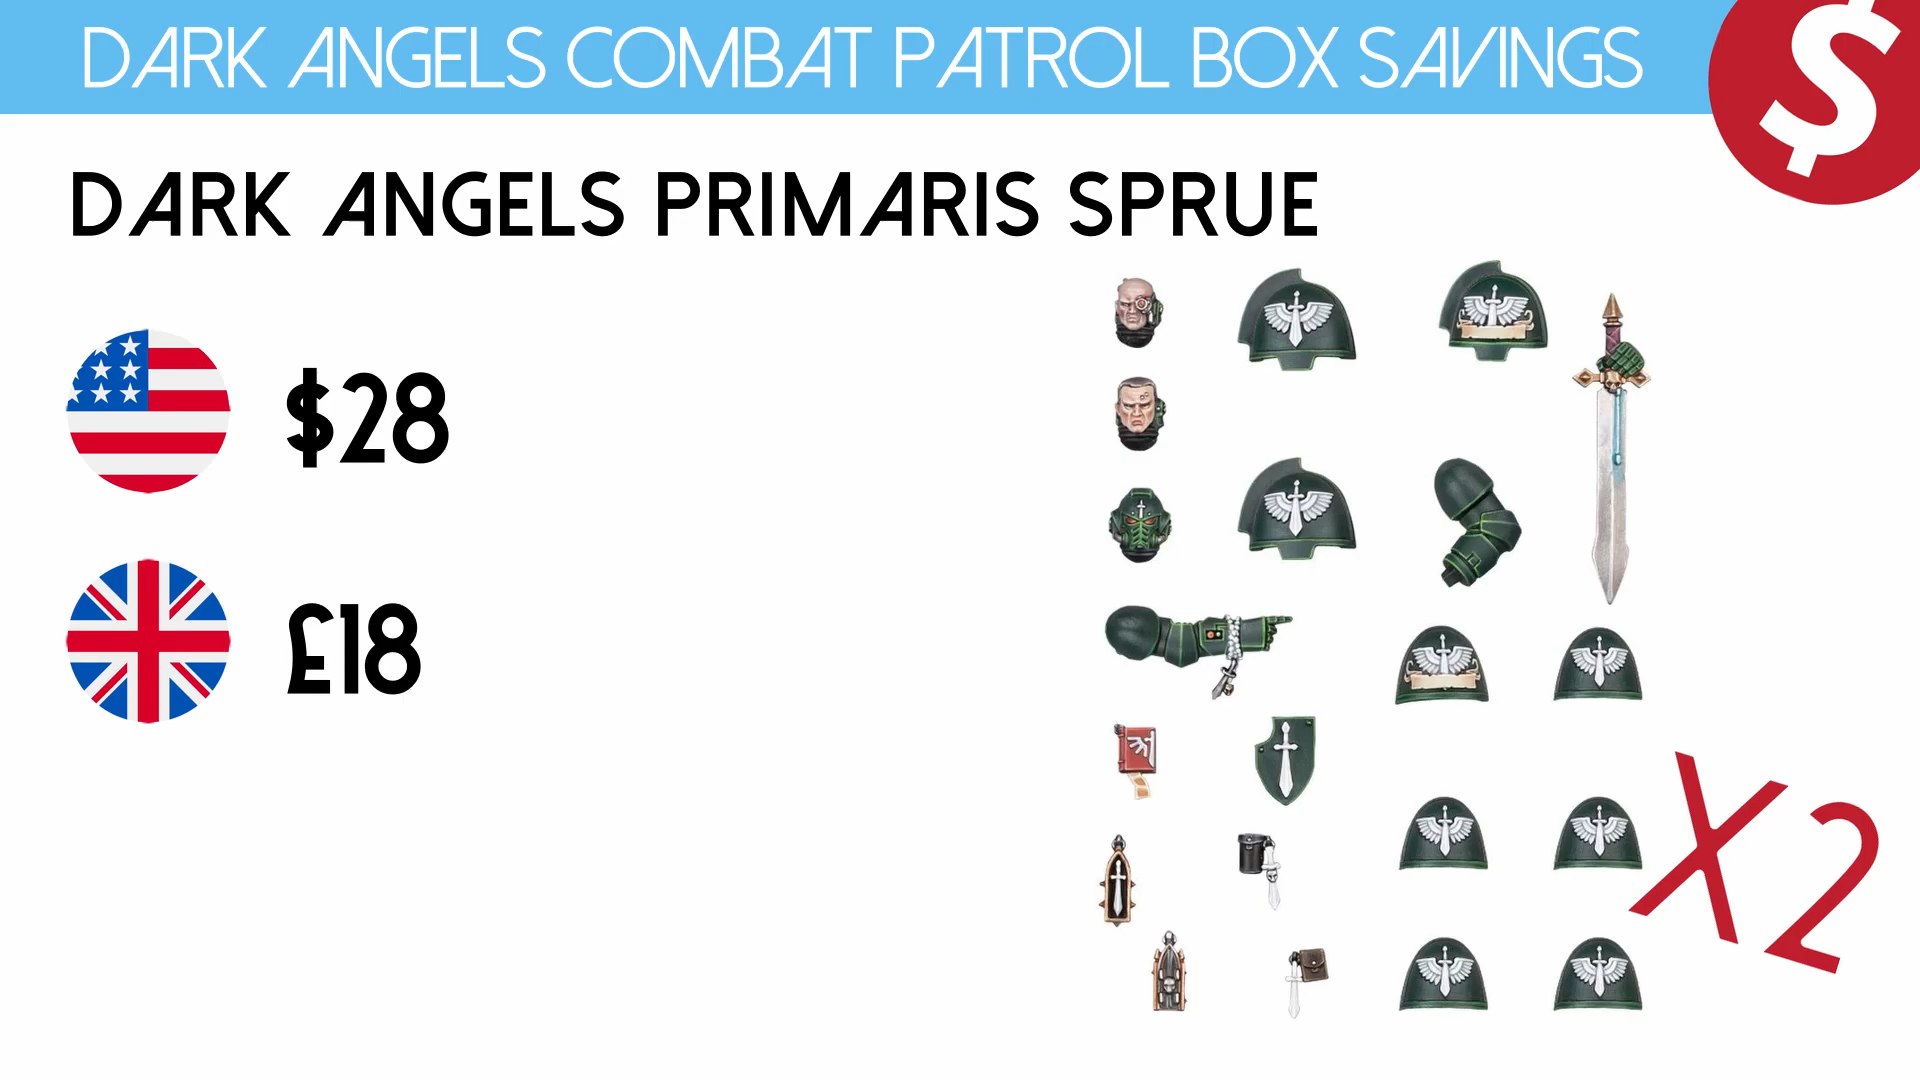 DARK ANGELS COMBAT PATROL BOX SAVINGS
$
DARK ANGELS PRIMARIS SPRUE
$28
£18
X2